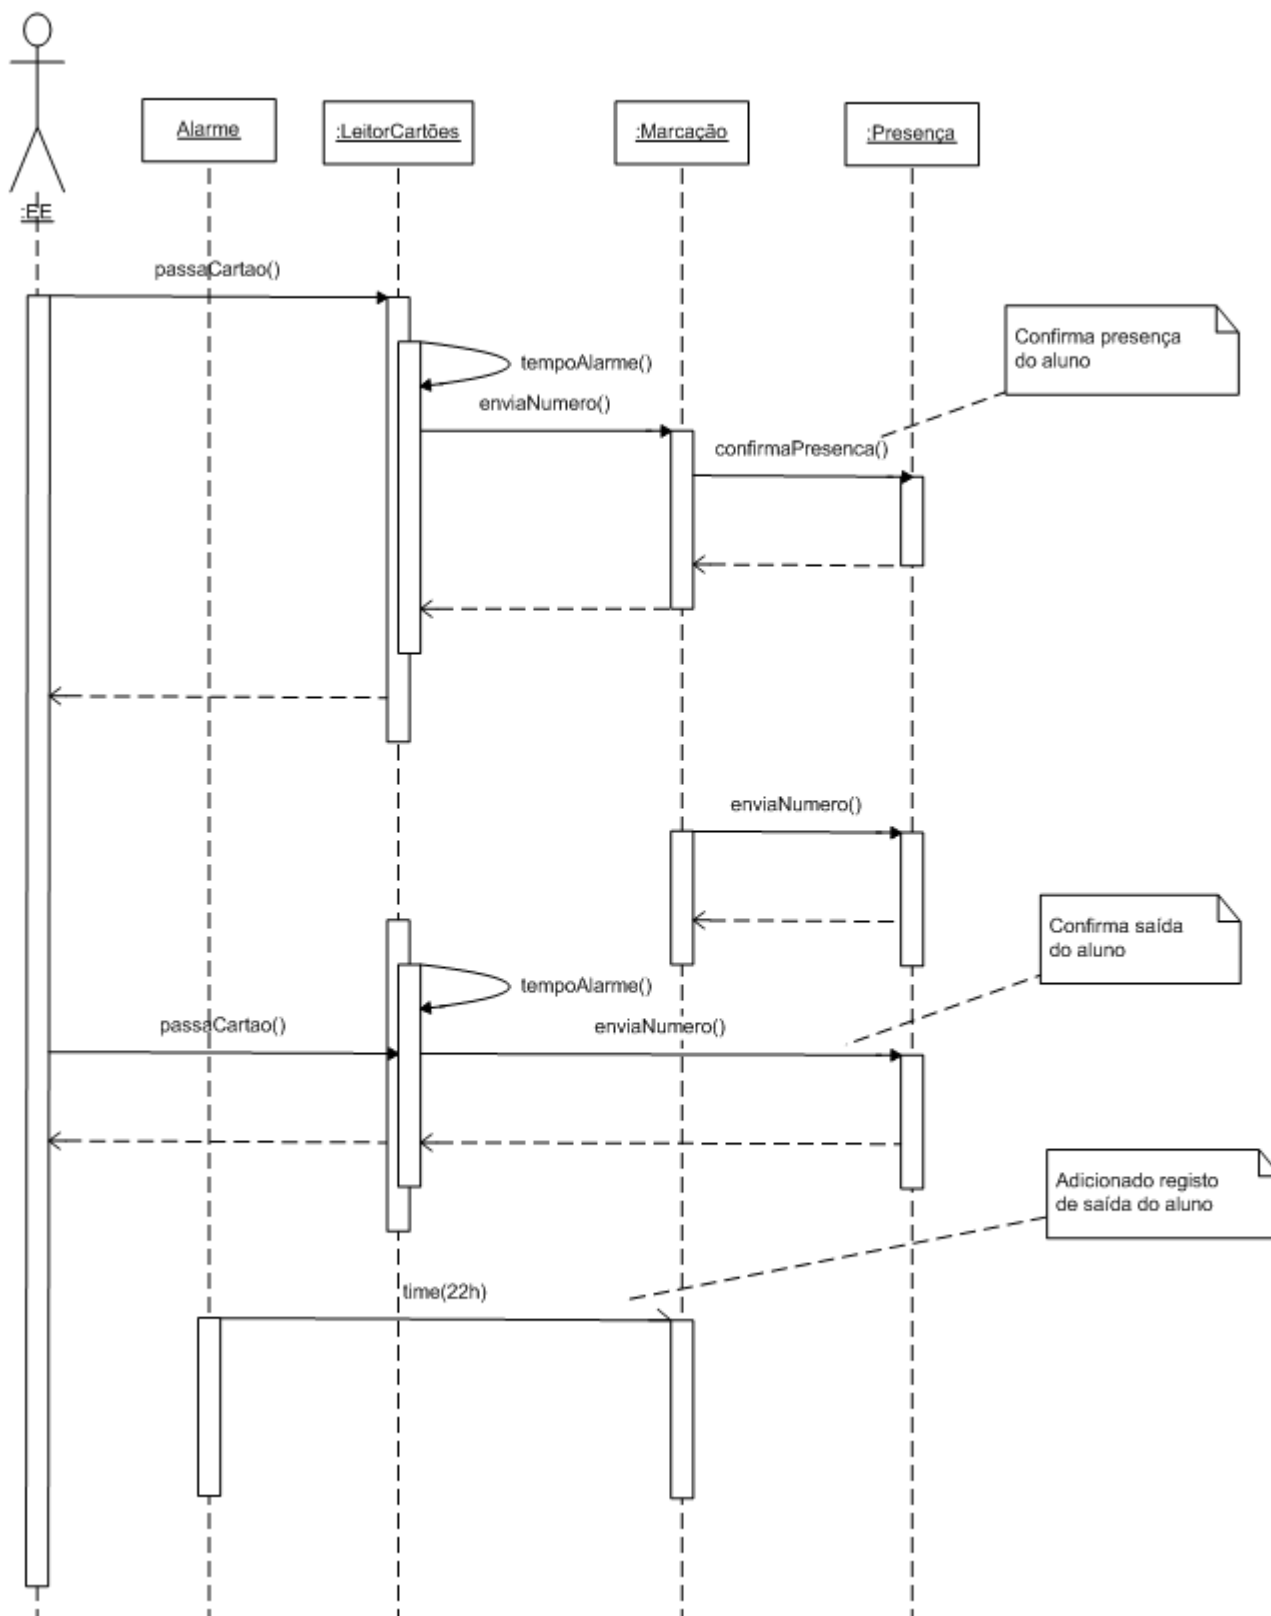 Alarme
:LeitorCartões
:Marcação
:Presença
:EE
passaCartao()
Confirma presença
do aluno
tempoAlarme()
enviaNumero()
confirmaPresenca()
enviaNumero()
Confirma saída
do aluno
tempoAlarme()
passaCartao()
enviaNumero()
Adicionado registo
de saída do aluno
time(22h)